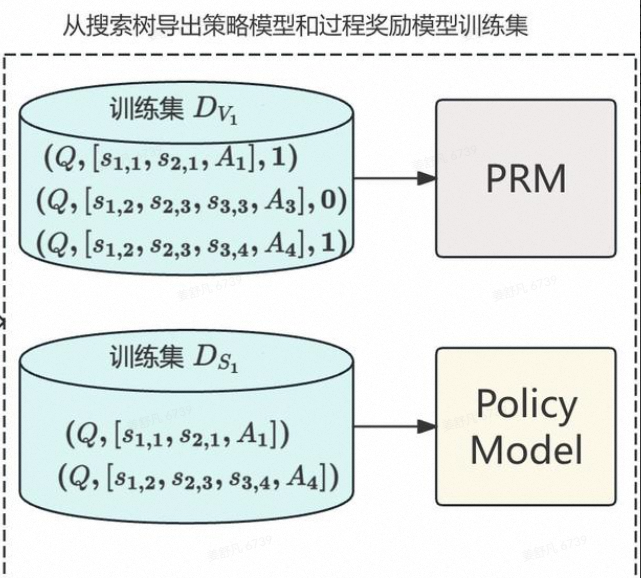 从搜索树导出策略模型和过程奖励模型训练集
训练集 D_{V_1}
(Q, [s_{1,1}, s_{2,1}, A_1], 1)
(Q, [s_{1,2}, s_{2,3}, s_{3,3}, A_3], 0)
(Q, [s_{1,2}, s_{2,3}, s_{3,4}, A_4], 1)
PRM
训练集 D_{S_1}
(Q, [s_{1,1}, s_{2,1}, A_1])
(Q, [s_{1,2}, s_{2,3}, s_{3,4}, A_4])
Policy
Model